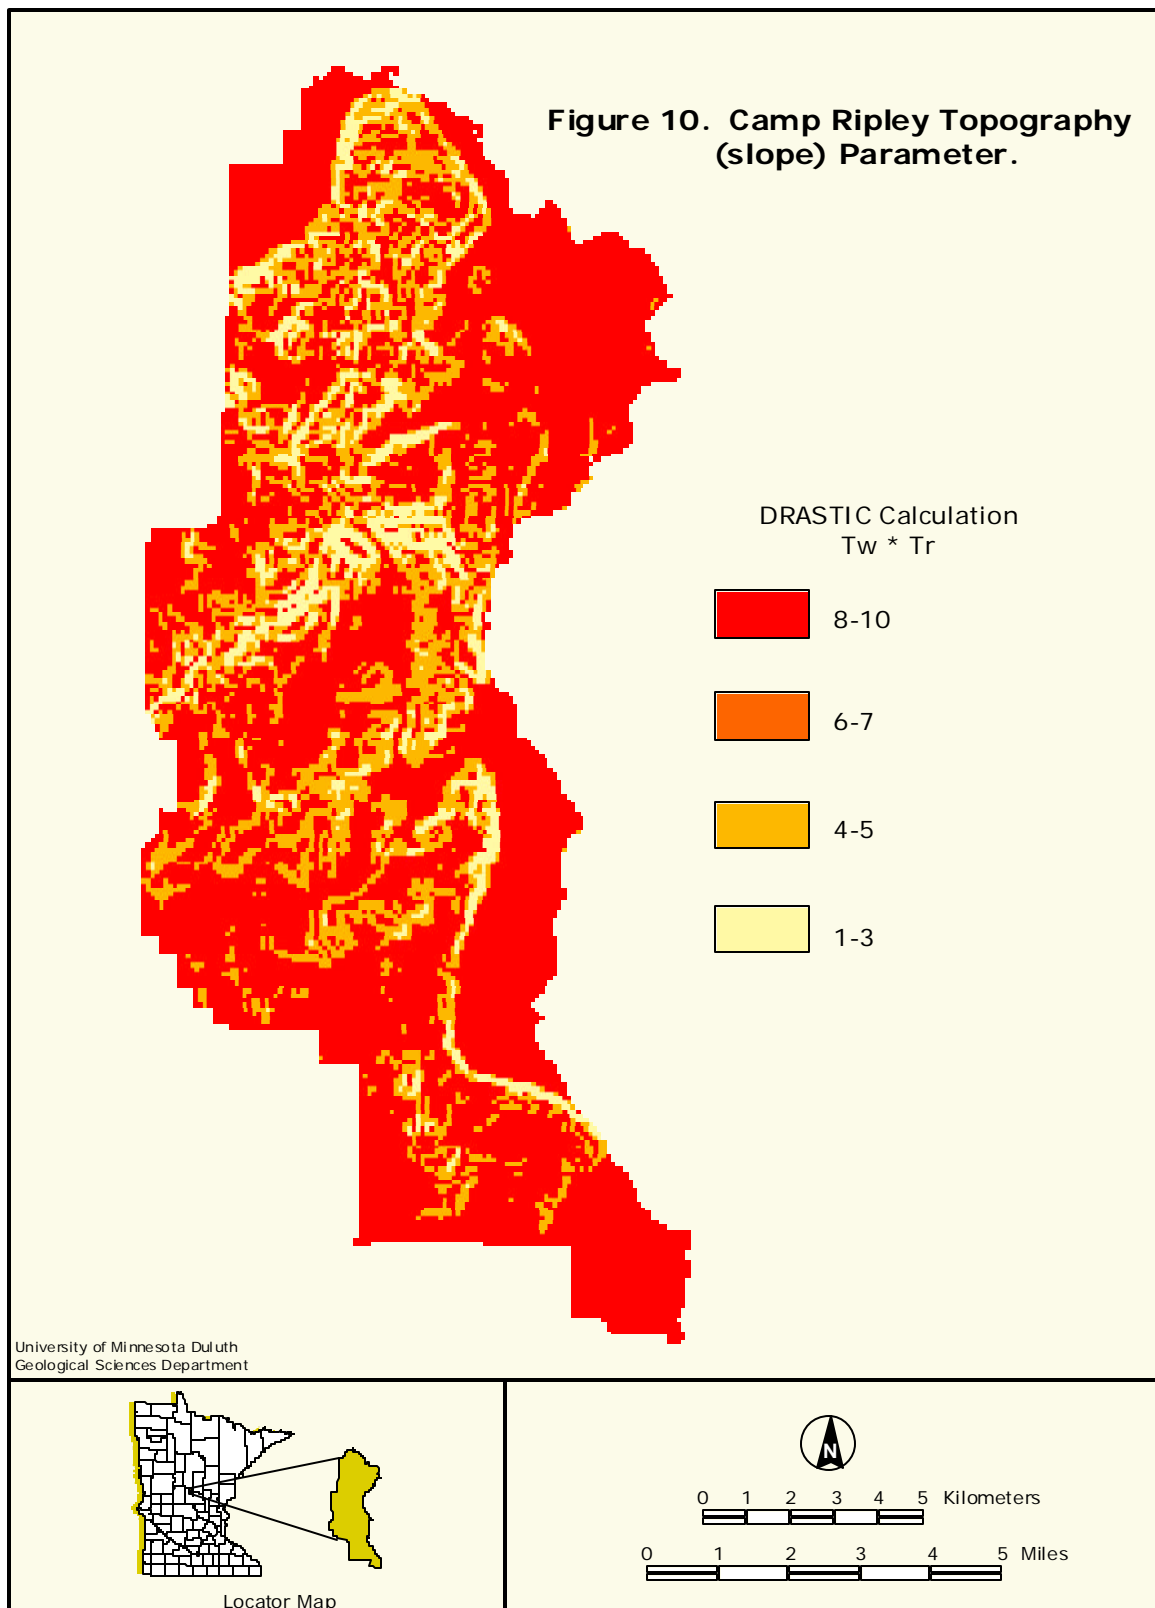 Figure 10. Camp Ripley Topography
(slope) Parameter.
DRASTIC Calculation
Tw * Tr
8-10
6-7
4-5
1-3
University of Minnesota Duluth
Geological Sciences Department
Locator Map
N
0 1 2 3 4 5 Kilometers
0 1 2 3 4 5 Miles